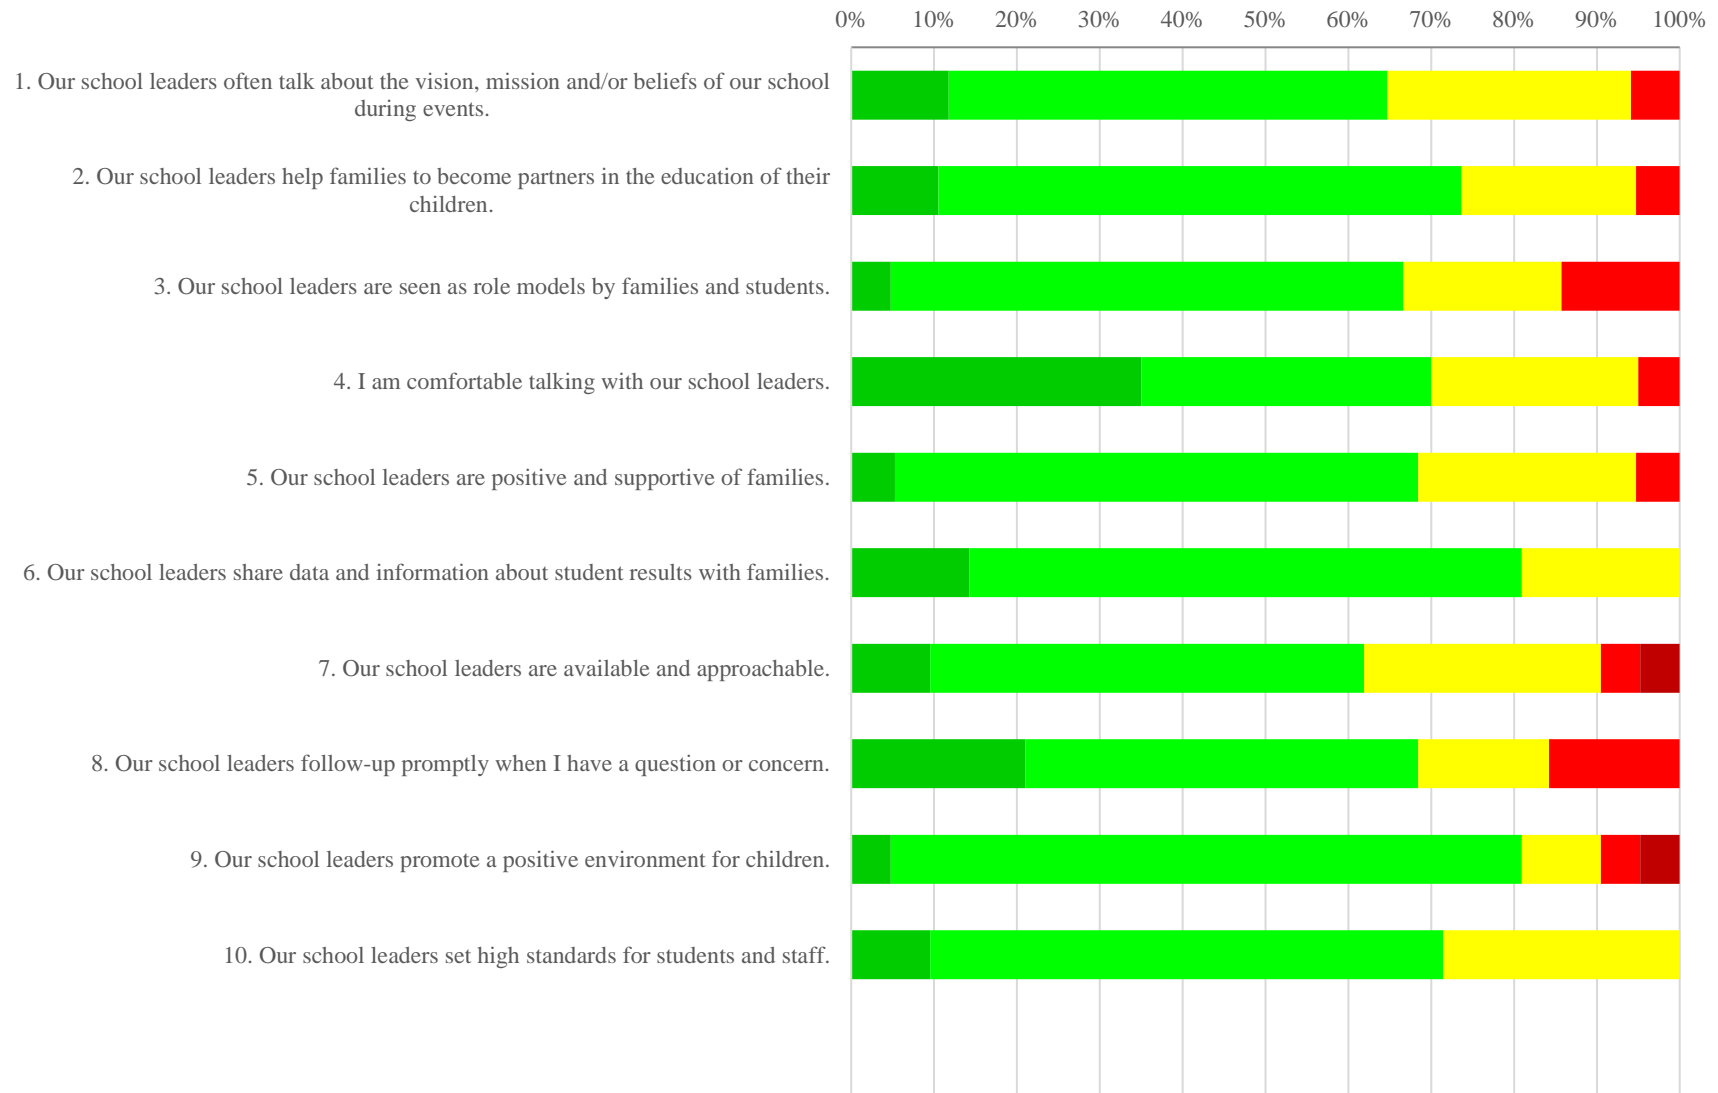 0% 10% 20% 30% 40% 50% 60% 70% 80% 90% 100%
1. Our school leaders often talk about the vision, mission and/or beliefs of our school
during events.
2. Our school leaders help families to become partners in the education of their
children.
3. Our school leaders are seen as role models by families and students.
4. I am comfortable talking with our school leaders.
5. Our school leaders are positive and supportive of families.
6. Our school leaders share data and information about student results with families.
7. Our school leaders are available and approachable.
8. Our school leaders follow-up promptly when I have a question or concern.
9. Our school leaders promote a positive environment for children.
10. Our school leaders set high standards for students and staff.